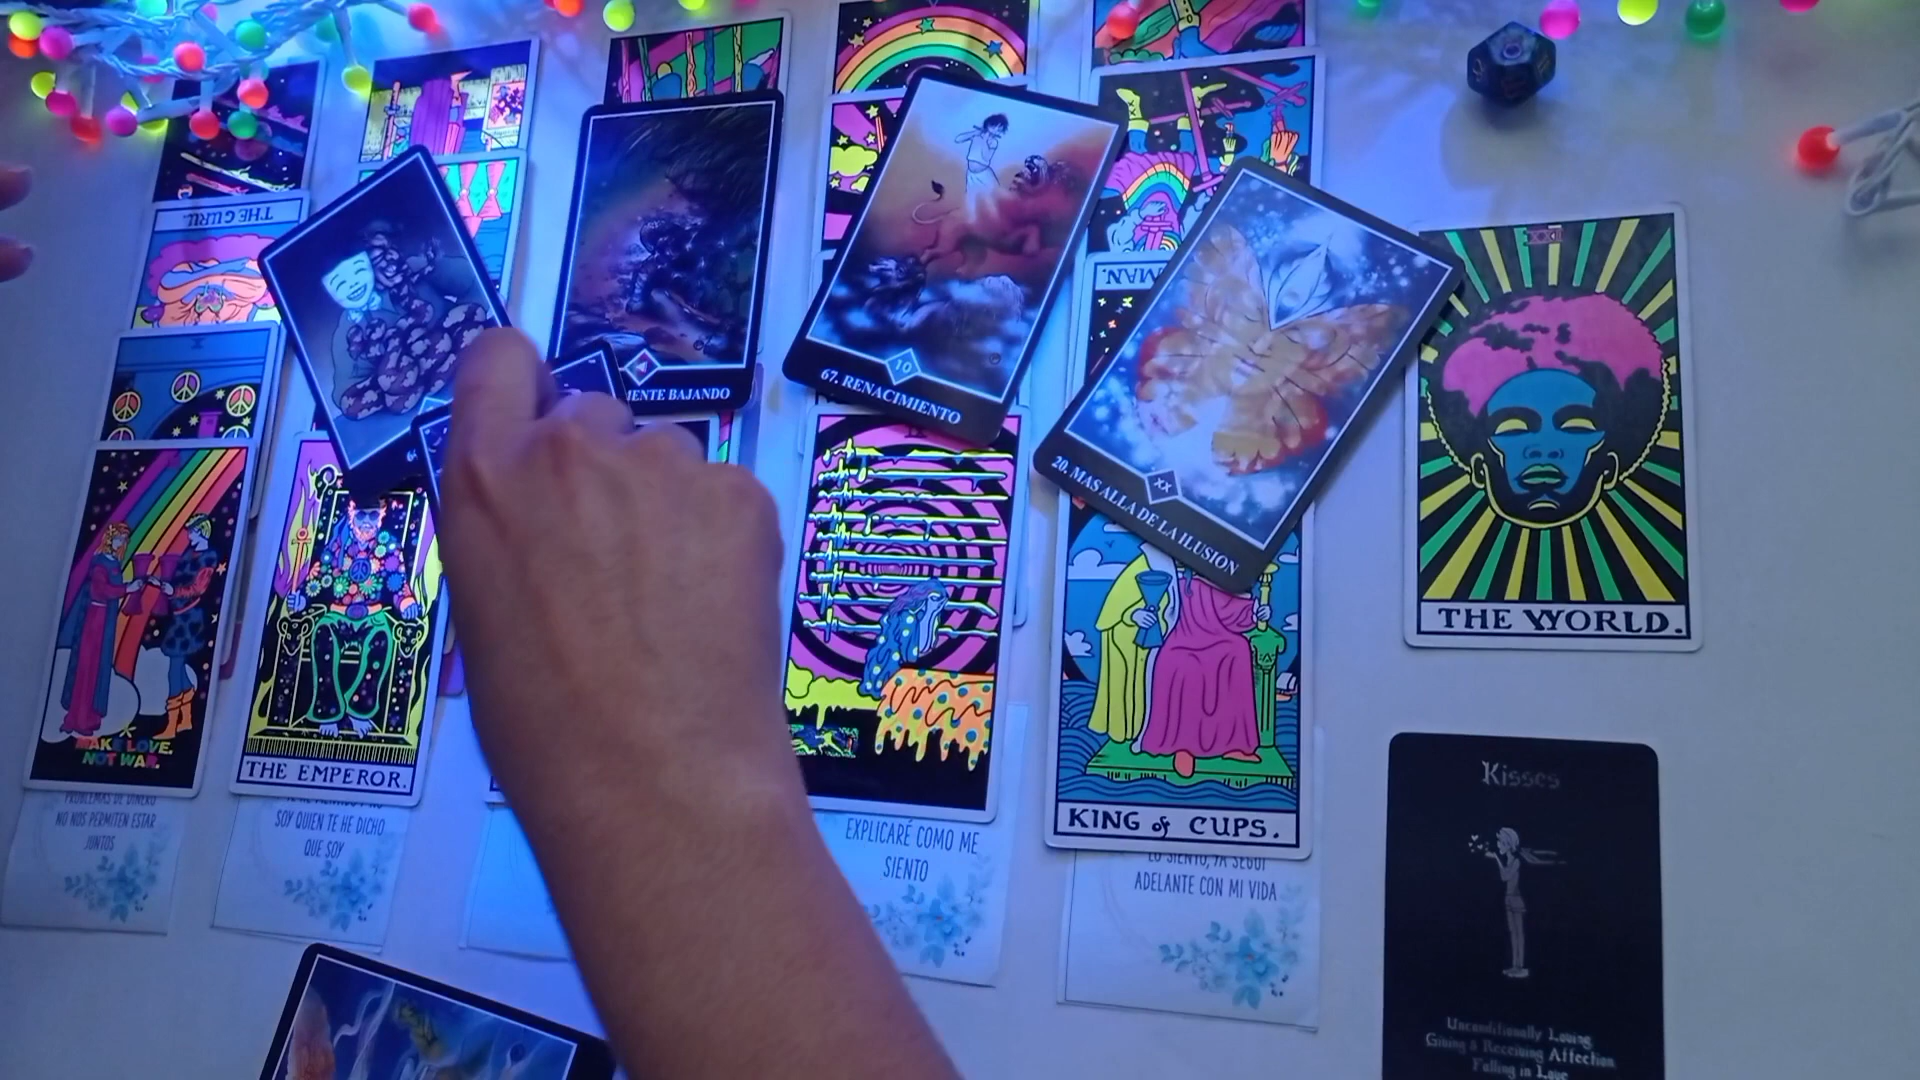 THE GURU.
MAN.
XXI
IENTE BAJANDO
10
67. RENACIMIENTO
XX
20. MAS ALLA DE LA ILUSION
THE WORLD.
MAKE LOVE,
NOT WAR.
THE EMPEROR.
KING of CUPS.
PROBLEMAS DE DINERO
NO NOS PERMITEN ESTAR
JUNTOS
SOY QUIEN TE HE DICHO
QUE SOY
EXPLICARÉ COMO ME
SIENTO
LO SIENTO, YA SEGUÍ
ADELANTE CON MI VIDA
Kisses
Unconditionally Loving
Giving & Receiving Affection
Falling in Love